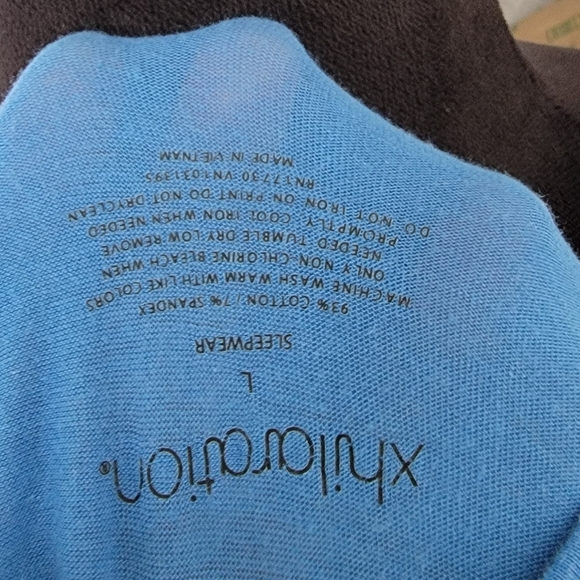 xhilaration®
L
SLEEPWEAR
93% COTTON/7% SPANDEX
MACHINE WASH WARM WITH LIKE COLORS
ONLY NON-CHLORINE BLEACH WHEN
NEEDED TUMBLE DRY LOW REMOVE
PROMPTLY. COOL IRON WHEN NEEDED
DO NOT IRON ON PRINT DO NOT DRYCLEAN
RN17730 VN1031395
MADE IN VIETNAM